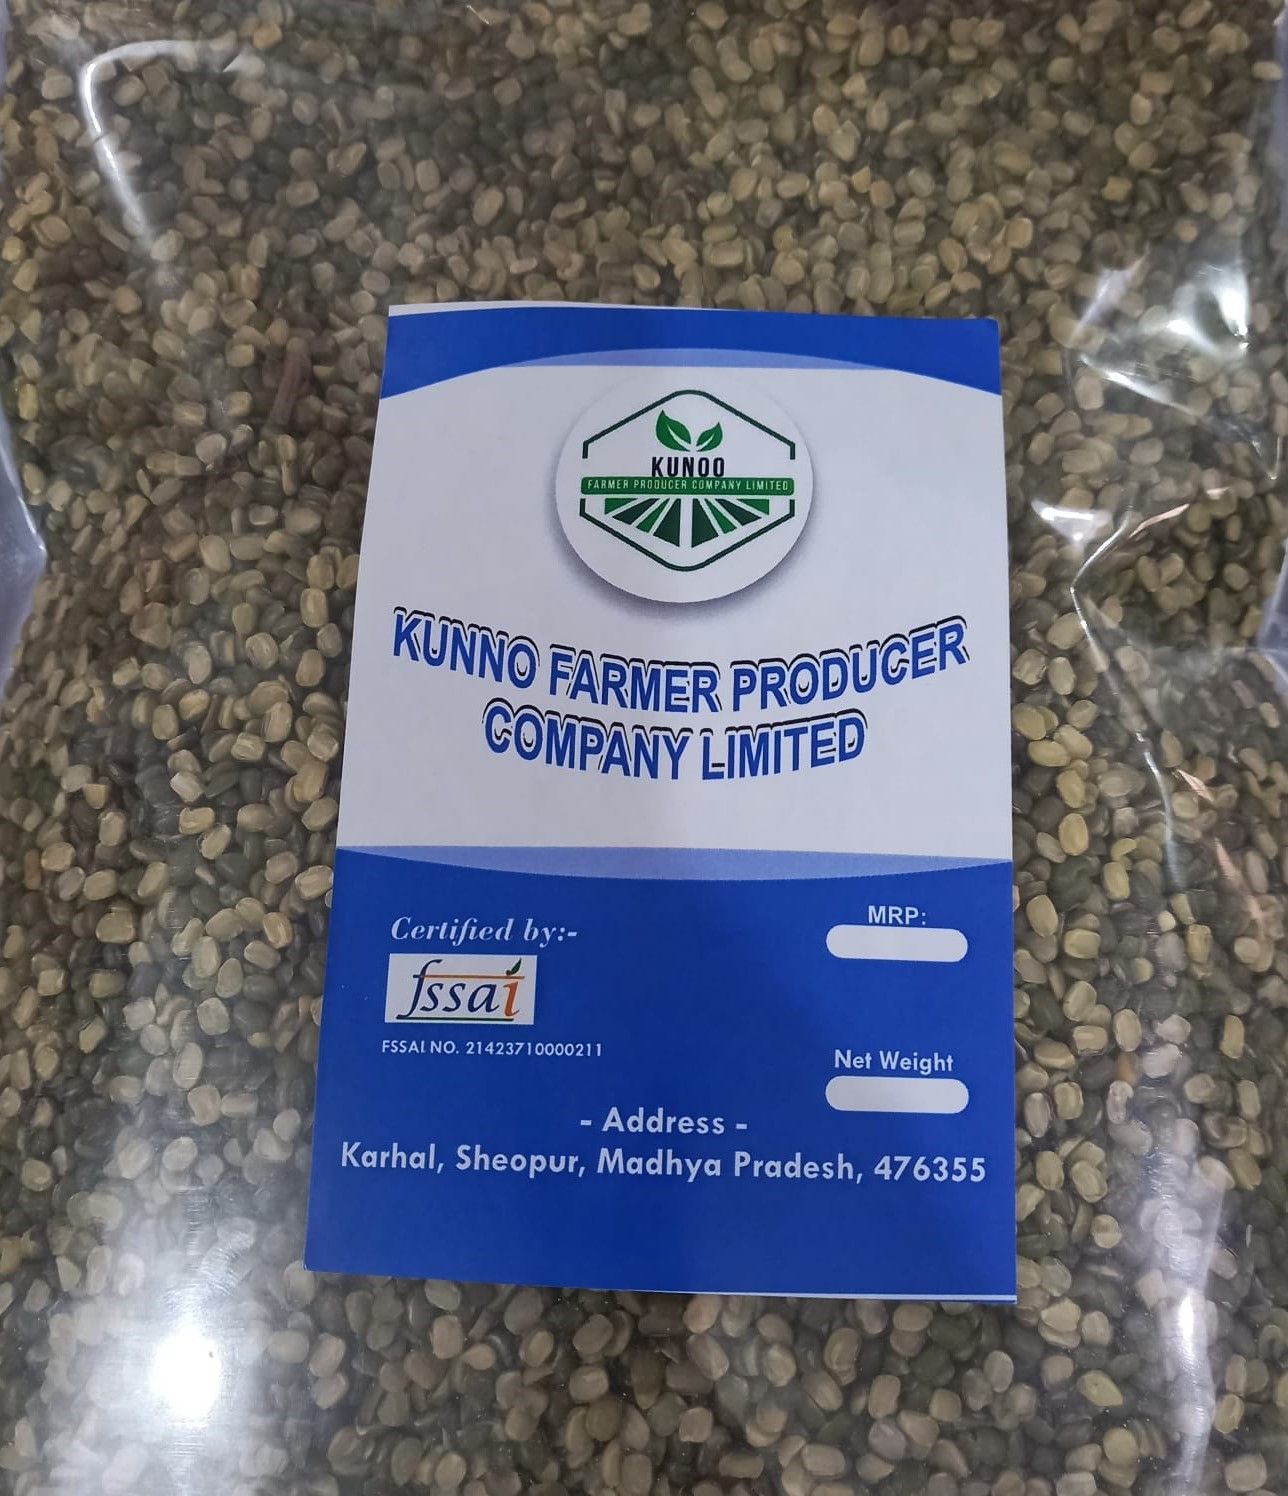 KUNOO
FARMER PRODUCER COMPANY LIMITED
KUNNO FARMER PRODUCER
COMPANY LIMITED
Certified by:-
fssai
FSSAI NO. 21423710000211
MRP:
Net Weight
- Address -
Karhal, Sheopur, Madhya Pradesh, 476355